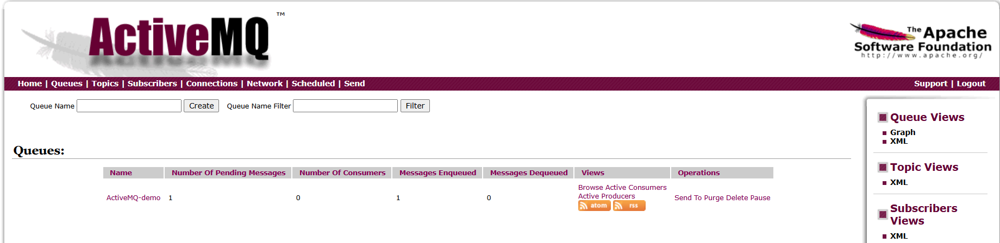 ActiveMQ™
The Apache
Software Foundation
http://www.apache.org/
Home | Queues | Topics | Subscribers | Connections | Network | Scheduled | Send
Support | Logout
Queue Name Create Queue Name Filter Filter
Queues:
Name Number Of Pending Messages Number Of Consumers Messages Enqueued Messages Dequeued Views Operations
ActiveMQ-demo 1 0 1 0 Browse Active Consumers
Active Producers
atom rss
Send To Purge Delete Pause
Queue Views
Graph
XML
Topic Views
XML
Subscribers
Views
XML